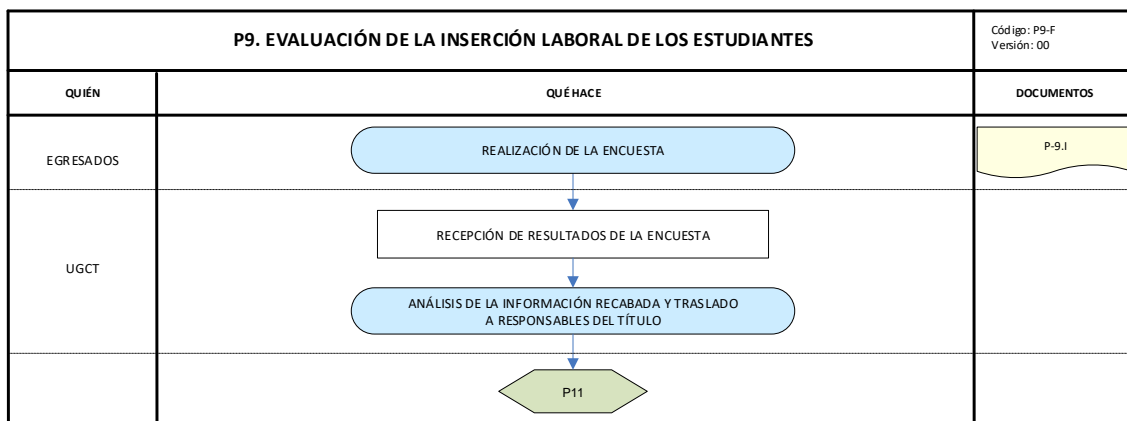 P9. EVALUACIÓN DE LA INSERCIÓN LABORAL DE LOS ESTUDIANTES
Código: P9-F
Versión: 00
QUIÉN
QUÉ HACE
DOCUMENTOS
EGRESADOS
REALIZACIÓN DE LA ENCUESTA
P-9.I
UGCT
RECEPCIÓN DE RESULTADOS DE LA ENCUESTA
ANÁLISIS DE LA INFORMACIÓN RECABADA Y TRASLADO
A RESPONSABLES DEL TÍTULO
P11